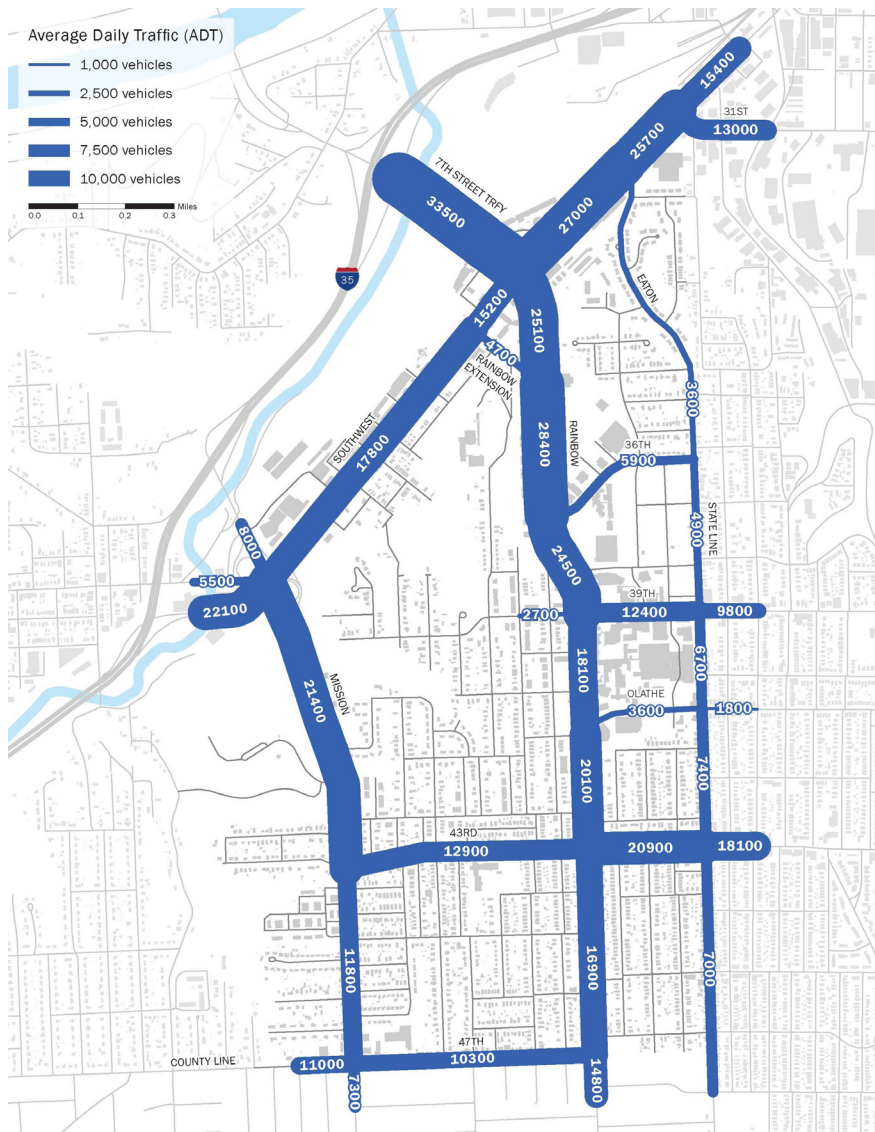 Average Daily Traffic (ADT)
1,000 vehicles
2,500 vehicles
5,000 vehicles
7,500 vehicles
10,000 vehicles
Miles
0.0 0.1 0.2 0.3
15400
31ST
13000
25700
7TH STREET TRFY
33500
27000
35
EATON
15200
25100
4700
RAINBOW
EXTENSION
3600
SOUTHWEST
17800
28400
RAINBOW
36TH
5900
STATE LINE
4900
8000
24500
5500
22100
39TH
2700
12400
9800
18100
6700
MISSION
21400
OLATHE
3600
1800
20100
7400
43RD
12900
20900
18100
11800
16900
7000
47TH
COUNTY LINE
11000
10300
7300
14800